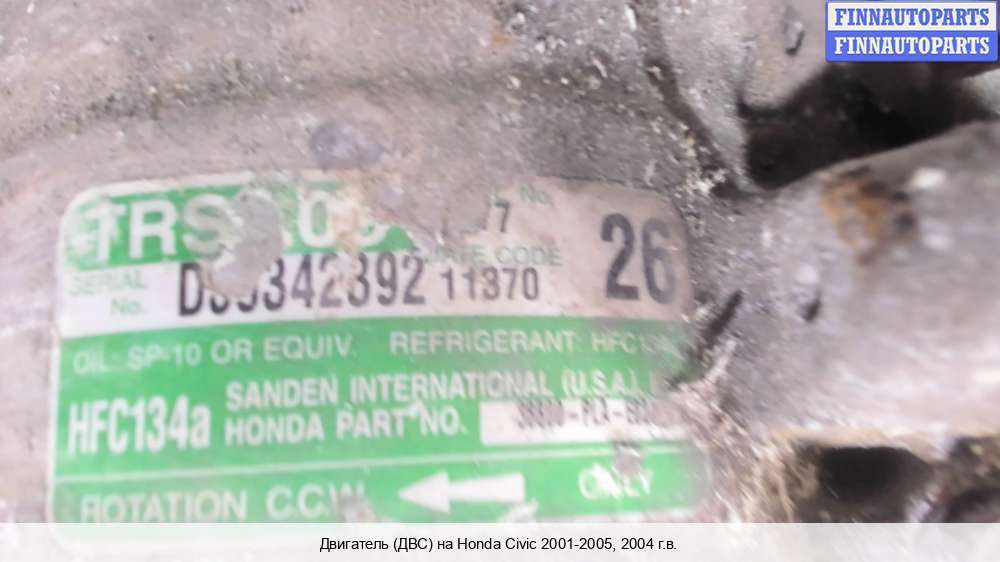 FINNAUTOPARTS
FINNAUTOPARTS
No.
7
CODE
26
SERIAL No. 342392 11370
OIL: SP-10 OR EQUIV. REFRIGERANT: HFC134
HFC134a
SANDEN INTERNATIONAL (U.S.A.),
HONDA PART NO.
ROTATION C.C.W. ONLY
Двигатель (ДВС) на Honda Civic 2001-2005, 2004 г.в.